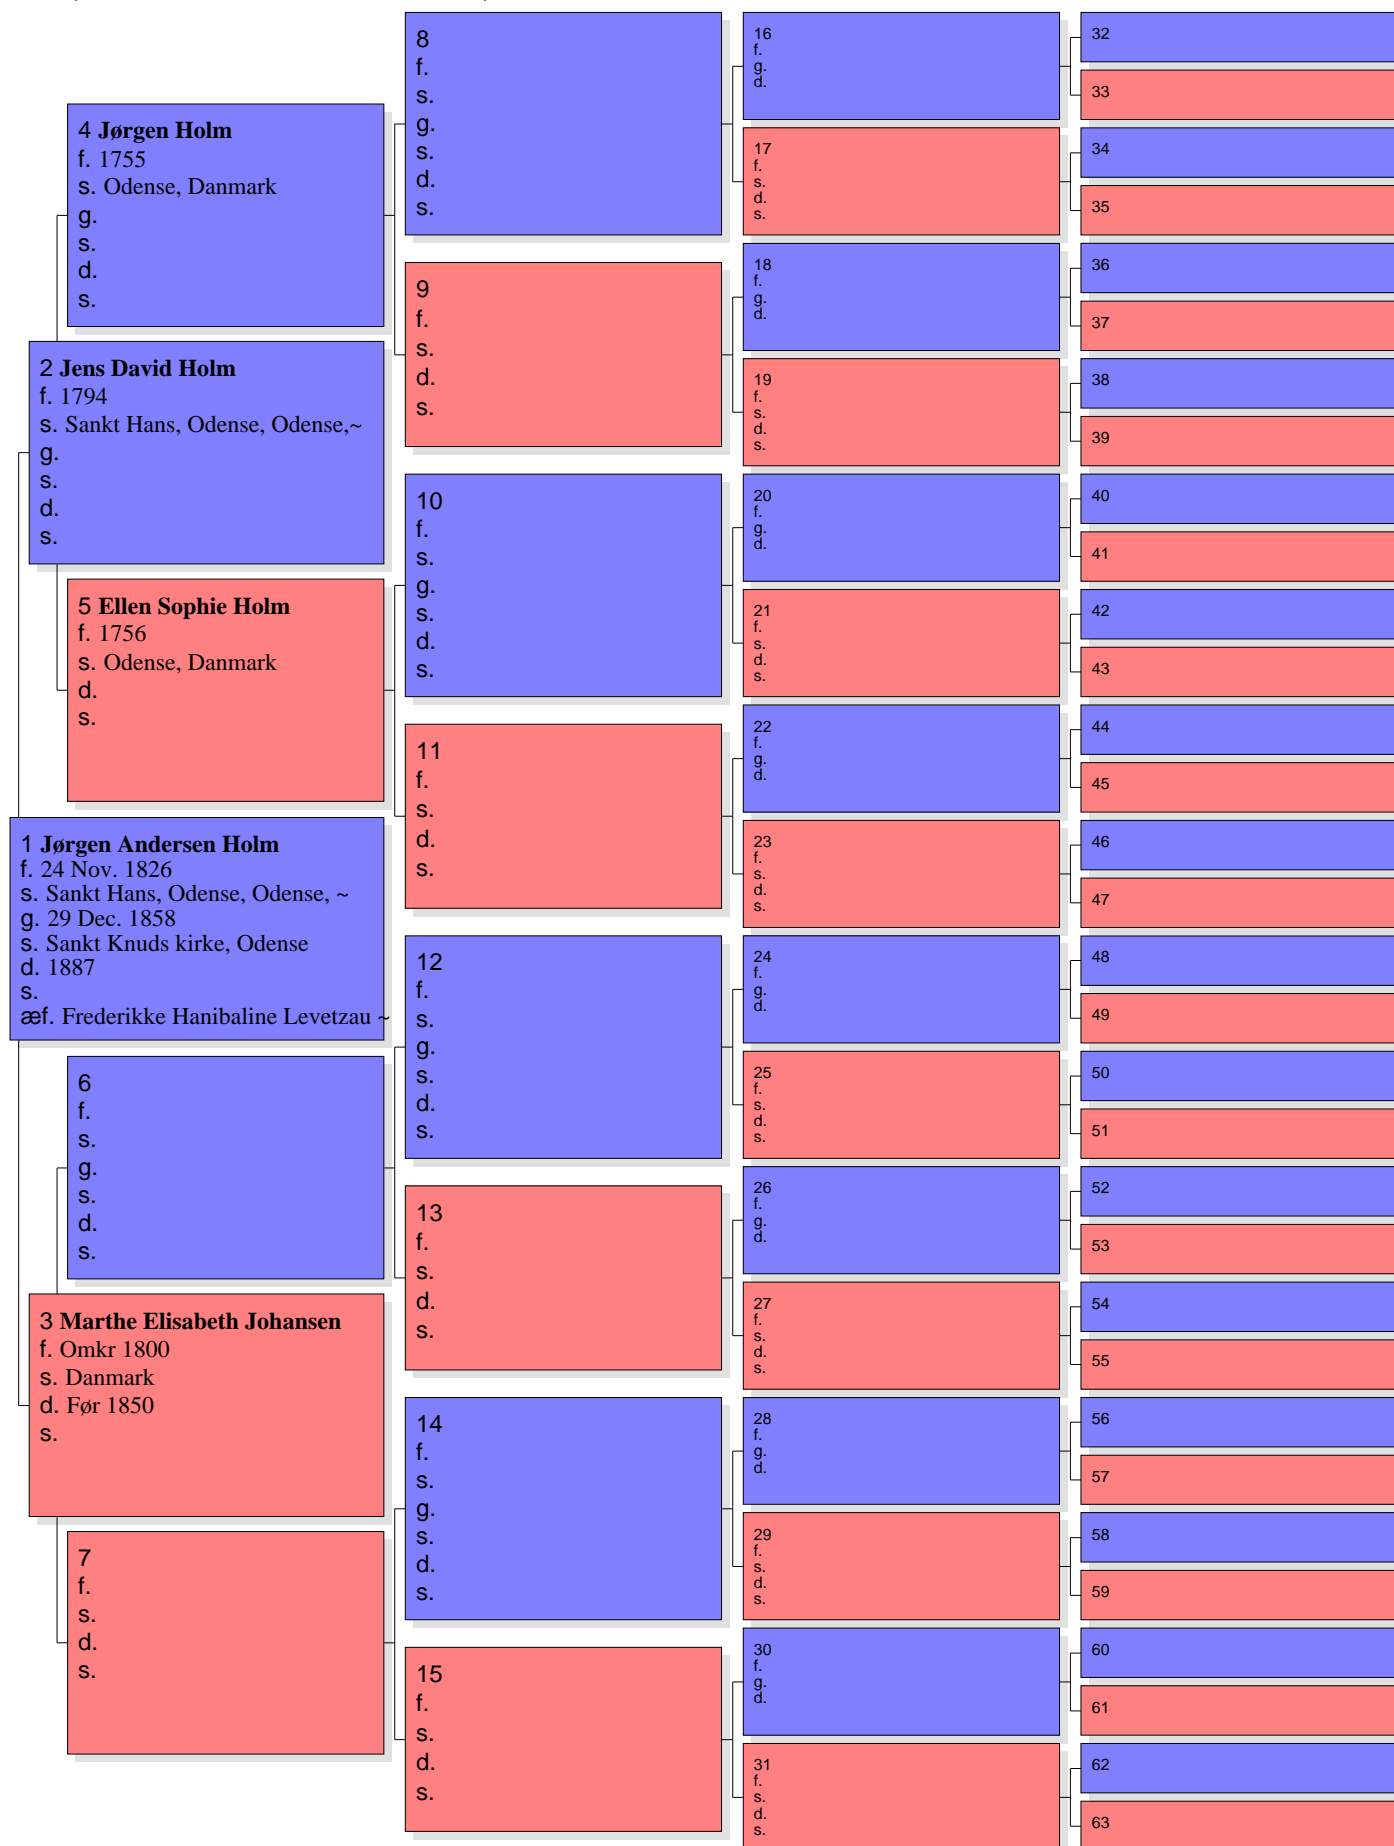 4 Jørgen Holm
f. 1755
s. Odense, Danmark
g.
s.
d.
s.
2 Jens David Holm
f. 1794
s. Sankt Hans, Odense, Odense,~
g.
s.
d.
s.
5 Ellen Sophie Holm
f. 1756
s. Odense, Danmark
d.
s.
1 Jørgen Andersen Holm
f. 24 Nov. 1826
s. Sankt Hans, Odense, Odense, ~
g. 29 Dec. 1858
s. Sankt Knuds kirke, Odense
d. 1887
s.
æf. Frederikke Hanibaline Levetzau ~
6
f.
s.
g.
s.
d.
s.
3 Marthe Elisabeth Johansen
f. Omkr 1800
s. Danmark
d. Før 1850
s.
7
f.
s.
d.
s.
8
f.
s.
g.
s.
d.
s.
9
f.
s.
d.
s.
10
f.
s.
g.
s.
d.
s.
11
f.
s.
d.
s.
12
f.
s.
g.
s.
d.
s.
13
f.
s.
d.
s.
14
f.
s.
g.
s.
d.
s.
15
f.
s.
d.
s.
16
f.
g.
d.
17
f.
s.
d.
s.
18
f.
g.
d.
19
f.
s.
d.
s.
20
f.
g.
d.
21
f.
s.
d.
s.
22
f.
g.
d.
23
f.
s.
d.
s.
24
f.
g.
d.
25
f.
s.
d.
s.
26
f.
g.
d.
27
f.
s.
d.
s.
28
f.
g.
d.
29
f.
s.
d.
s.
30
f.
g.
d.
31
f.
s.
d.
s.
32
33
34
35
36
37
38
39
40
41
42
43
44
45
46
47
48
49
50
51
52
53
54
55
56
57
58
59
60
61
62
63